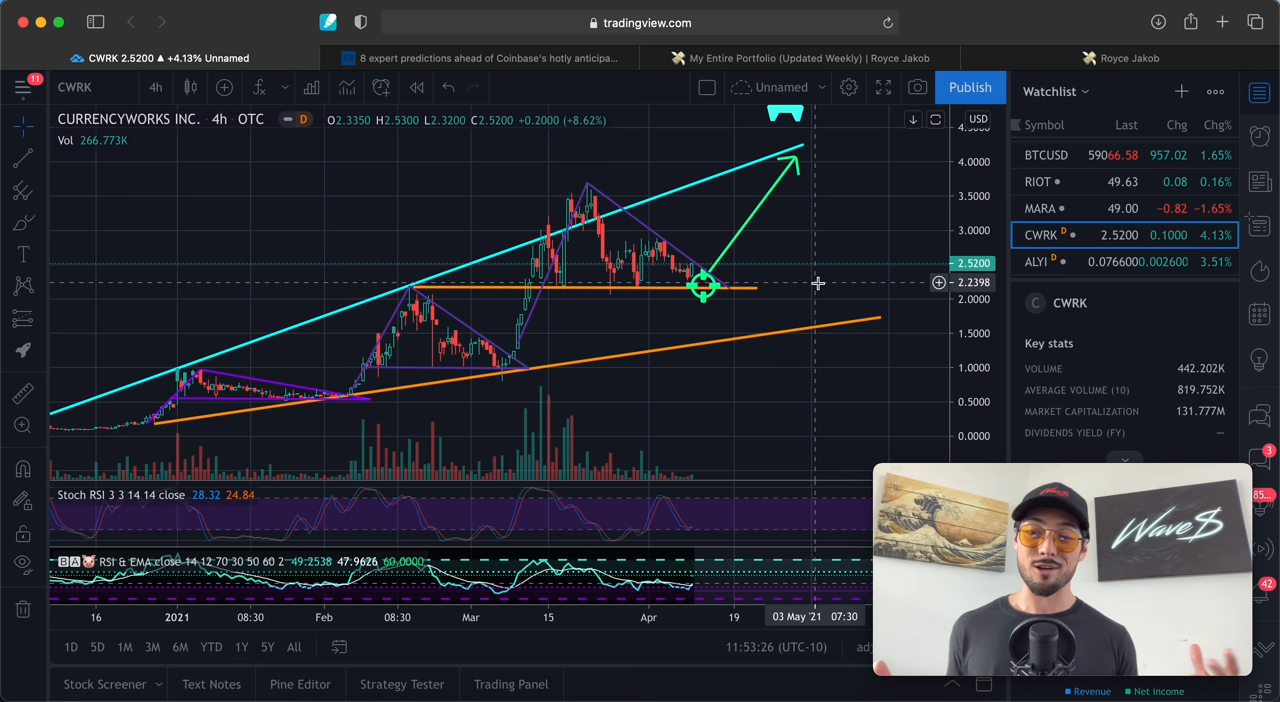 tradingview.com
CWRK 2.5200 ▲ +4.13% Unnamed
8 expert predictions ahead of Coinbase's hotly anticipa...
My Entire Portfolio (Updated Weekly) | Royce Jakob
Royce Jakob
11
CWRK
4h
Unnamed
Publish
Watchlist
CURRENCYWORKS INC. · 4h · OTC
D
O2.3350 H2.5300 L2.3200 C2.5200 +0.2000 (+8.62%)
USD
Vol 266.773K
4.0000
3.5000
3.0000
2.5200
2.2398
2.0000
1.5000
1.0000
0.5000
0.0000
Symbol Last Chg Chg%
BTCUSD 59066.58 957.02 1.65%
RIOT 49.63 0.08 0.16%
MARA 49.00 −0.82 −1.65%
CWRK D 2.5200 0.1000 4.13%
ALYI D 0.076600 0.002600 3.51%
C CWRK
Key stats
VOLUME 442.202K
AVERAGE VOLUME (10) 819.752K
MARKET CAPITALIZATION 131.777M
DIVIDENDS YIELD (FY) —
3
85...
42
Stoch RSI 3 3 14 14 close 28.32 24.84
BA RSI & EMA close 14 12 70 30 50 60 2 49.2538 47.9626 60.0000
16 2021 08:30 Feb 08:30 Mar 15 Apr 19 03 May '21 07:30
1D 5D 1M 3M 6M YTD 1Y 5Y All
11:53:26 (UTC-10)
Stock Screener Text Notes Pine Editor Strategy Tester Trading Panel
Wave$
Revenue Net income